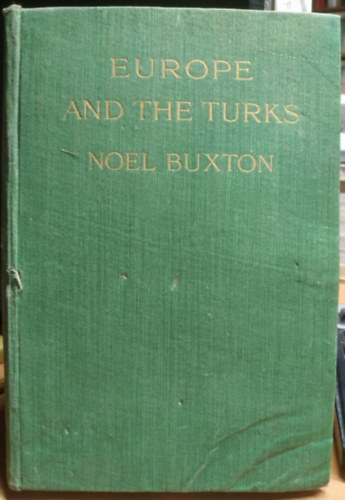 EUROPE
AND THE TURKS
NOEL BUXTON